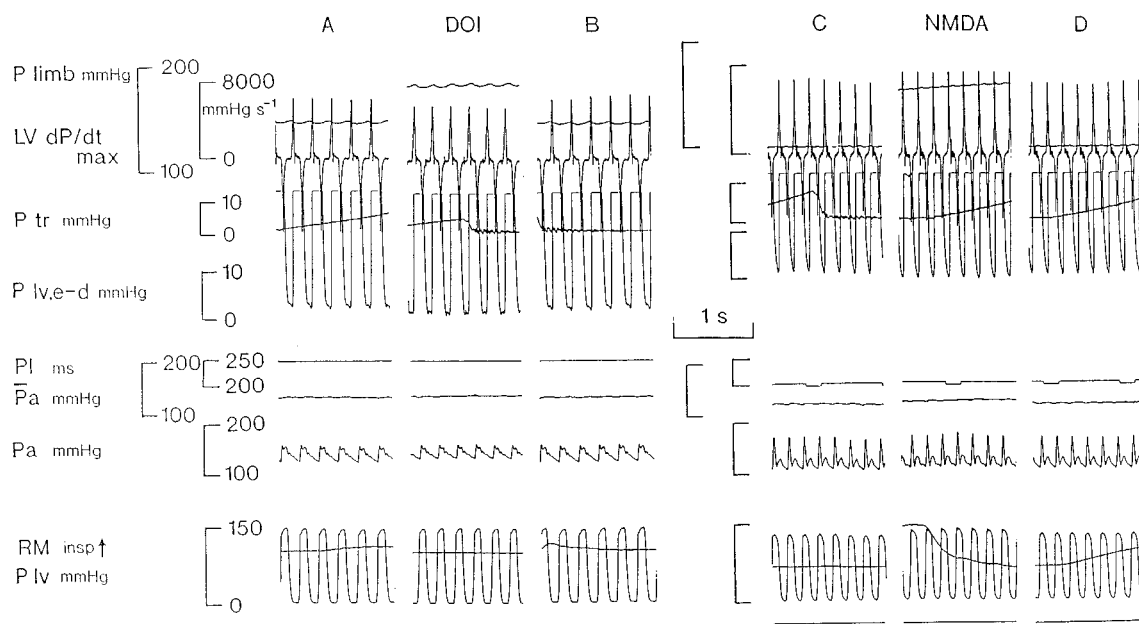 A DOI B C NMDA D
P limb mmHg 200 100
8000 mmHg s⁻¹ 0
LV dP/dt max
P tr mmHg 10 0
P lv,e-d mmHg 10 0
1 s
PI ms 250 200
P̅a mmHg 200 100
Pa mmHg 200 100
RM insp↑ 150 0
P lv mmHg